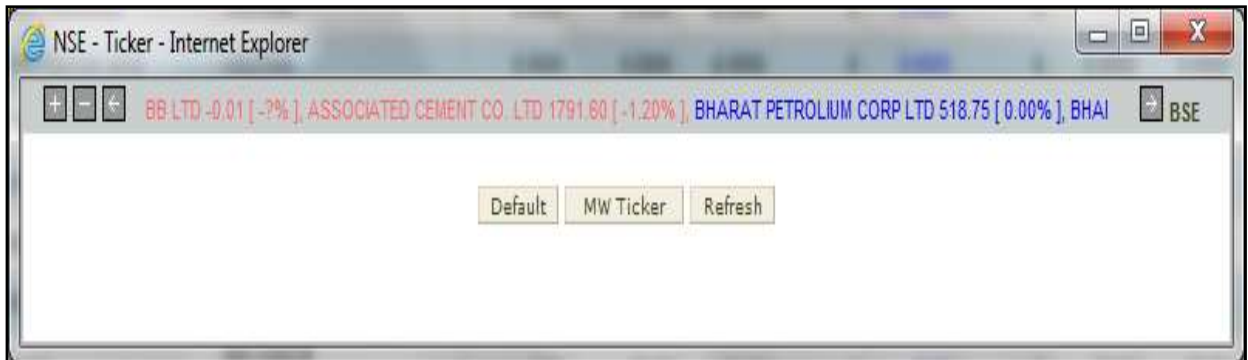 NSE - Ticker - Internet Explorer
BB LTD -0.01 [ -?% ], ASSOCIATED CEMENT CO. LTD 1791.60 [ -1.20% ], BHARAT PETROLIUM CORP LTD 518.75 [ 0.00% ], BHAI BSE
Default MW Ticker Refresh